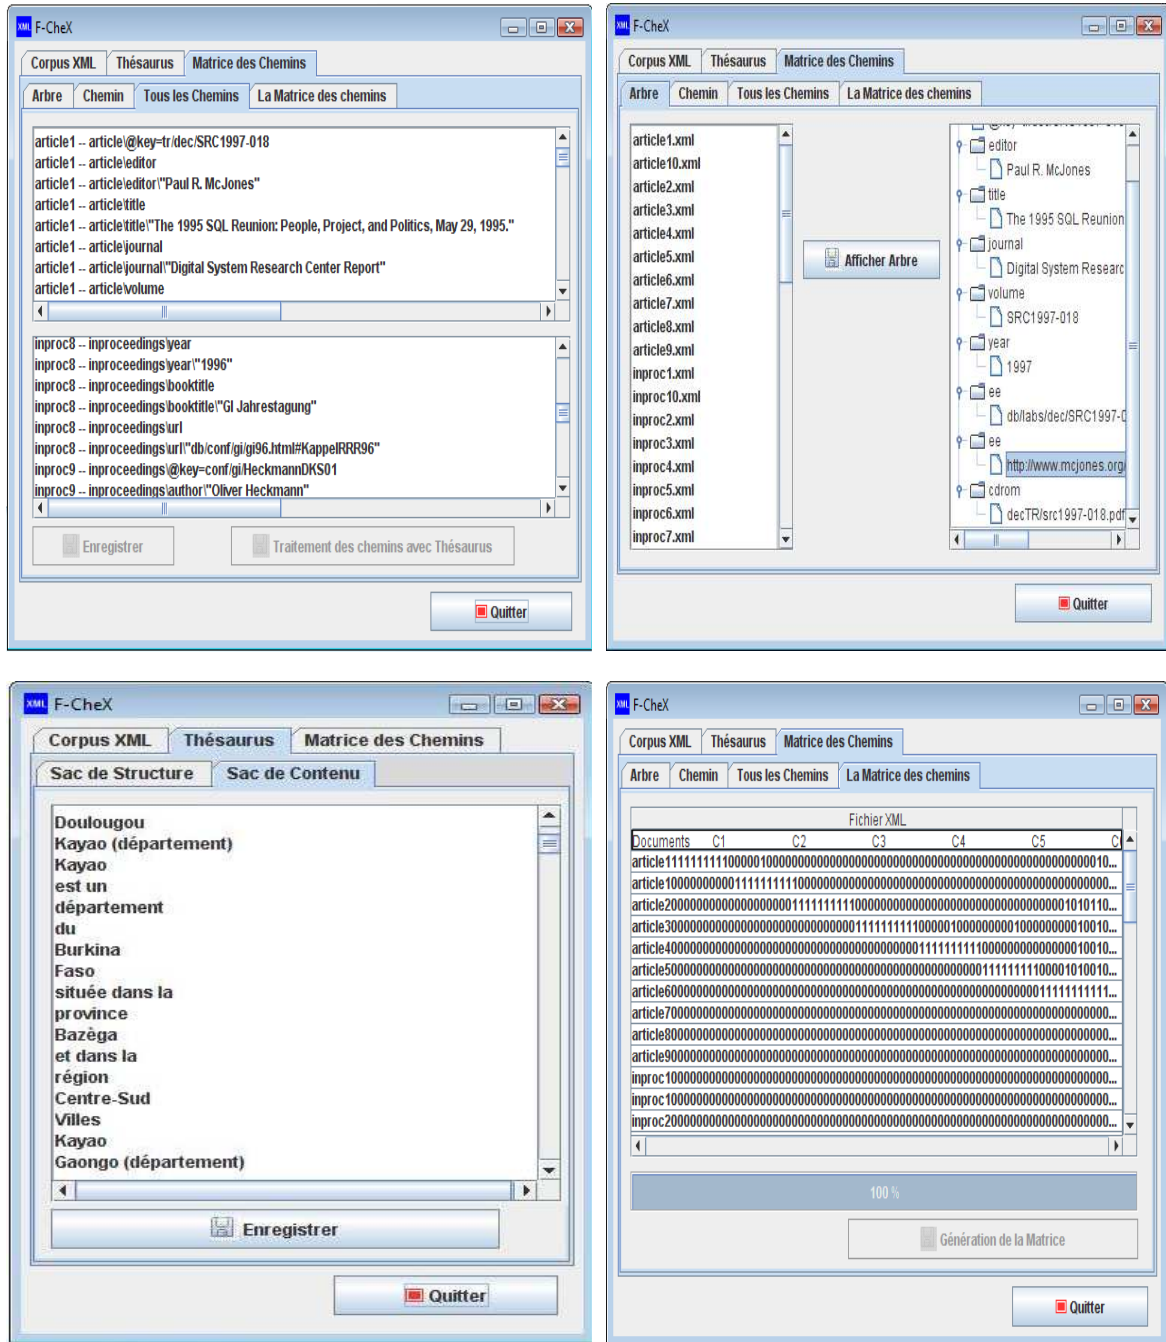 XML F-CheX
Corpus XML Thésaurus Matrice des Chemins
Arbre Chemin Tous les Chemins La Matrice des chemins
article1 -- article\@key=tr/dec/SRC1997-018
article1 -- article\editor
article1 -- article\editor\"Paul R. McJones"
article1 -- article\title
article1 -- article\title\"The 1995 SQL Reunion: People, Project, and Politics, May 29, 1995."
article1 -- article\journal
article1 -- article\journal\"Digital System Research Center Report"
article1 -- article\volume
inproc8 -- inproceedings\year
inproc8 -- inproceedings\year\"1996"
inproc8 -- inproceedings\booktitle
inproc8 -- inproceedings\booktitle\"GI Jahrestagung"
inproc8 -- inproceedings\url
inproc8 -- inproceedings\url\"db/conf/gi/gi96.html#KappelRRR96"
inproc9 -- inproceedings\@key=conf/gi/HeckmannDKS01
inproc9 -- inproceedings\author\"Oliver Heckmann"
Enregistrer Traitement des chemins avec Thésaurus
Quitter
XML F-CheX
Corpus XML Thésaurus Matrice des Chemins
Arbre Chemin Tous les Chemins La Matrice des chemins
article1.xml
article10.xml
article2.xml
article3.xml
article4.xml
article5.xml
article6.xml
article7.xml
article8.xml
article9.xml
inproc1.xml
inproc10.xml
inproc2.xml
inproc3.xml
inproc4.xml
inproc5.xml
inproc6.xml
inproc7.xml
Afficher Arbre
editor
Paul R. McJones
title
The 1995 SQL Reunion
journal
Digital System Researc
volume
SRC1997-018
year
1997
ee
db/labs/dec/SRC1997-0
ee
http://www.mcjones.org/
cdrom
decTR/src1997-018.pdf
Quitter
XML F-CheX
Corpus XML Thésaurus Matrice des Chemins
Sac de Structure Sac de Contenu
Doulougou
Kayao (département)
Kayao
est un
département
du
Burkina
Faso
située dans la
province
Bazèga
et dans la
région
Centre-Sud
Villes
Kayao
Gaongo (département)
Enregistrer
Quitter
XML F-CheX
Corpus XML Thésaurus Matrice des Chemins
Arbre Chemin Tous les Chemins La Matrice des chemins
Fichier XML
Documents C1 C2 C3 C4 C5
100 %
Génération de la Matrice
Quitter